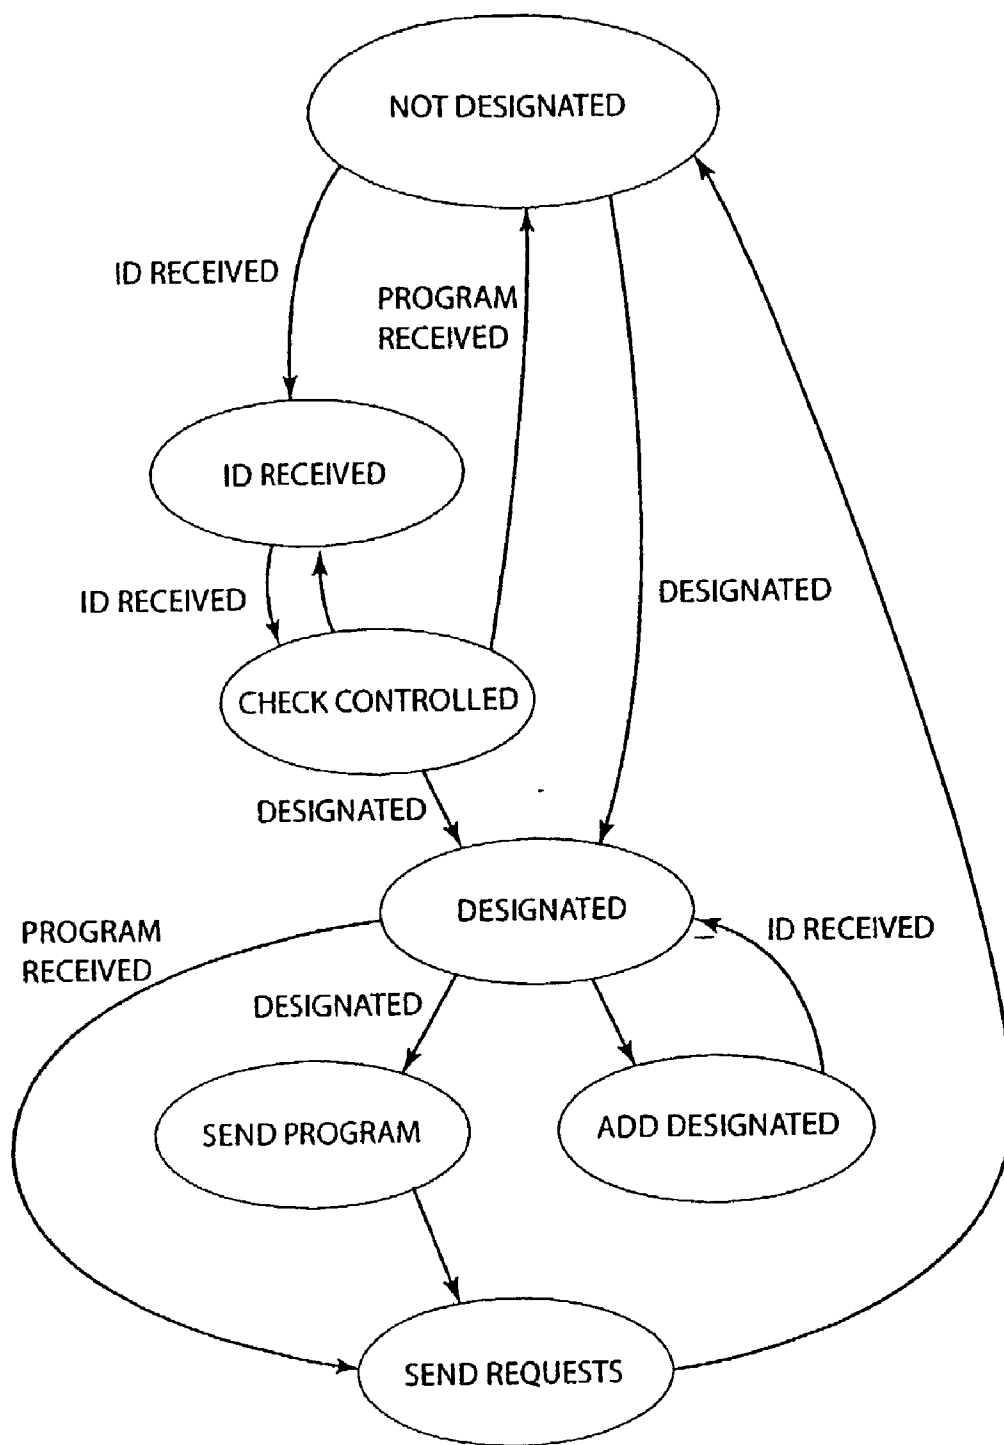 NOT DESIGNATED
ID RECEIVED
PROGRAM
RECEIVED
ID RECEIVED
ID RECEIVED
DESIGNATED
CHECK CONTROLLED
DESIGNATED
DESIGNATED
PROGRAM
RECEIVED
ID RECEIVED
DESIGNATED
SEND PROGRAM
ADD DESIGNATED
SEND REQUESTS